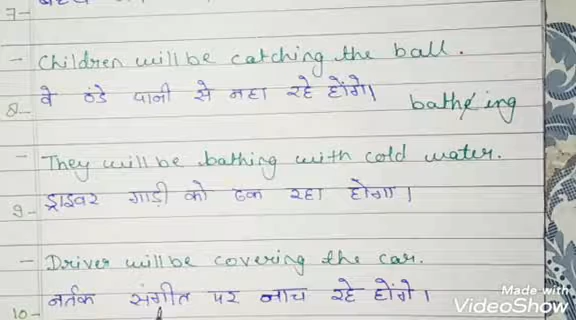 7-
- Children will be catching the ball.
8- वे ठंडे पानी से नहा रहे होंगे। bathe ing
- They will be bathing with cold water.
9- ड्राइवर गाड़ी को ढक रहा होगा।
- Driver will be covering the car.
10- नर्तक संगीत पर नाच रहे होंगे।
Made with
VideoShow